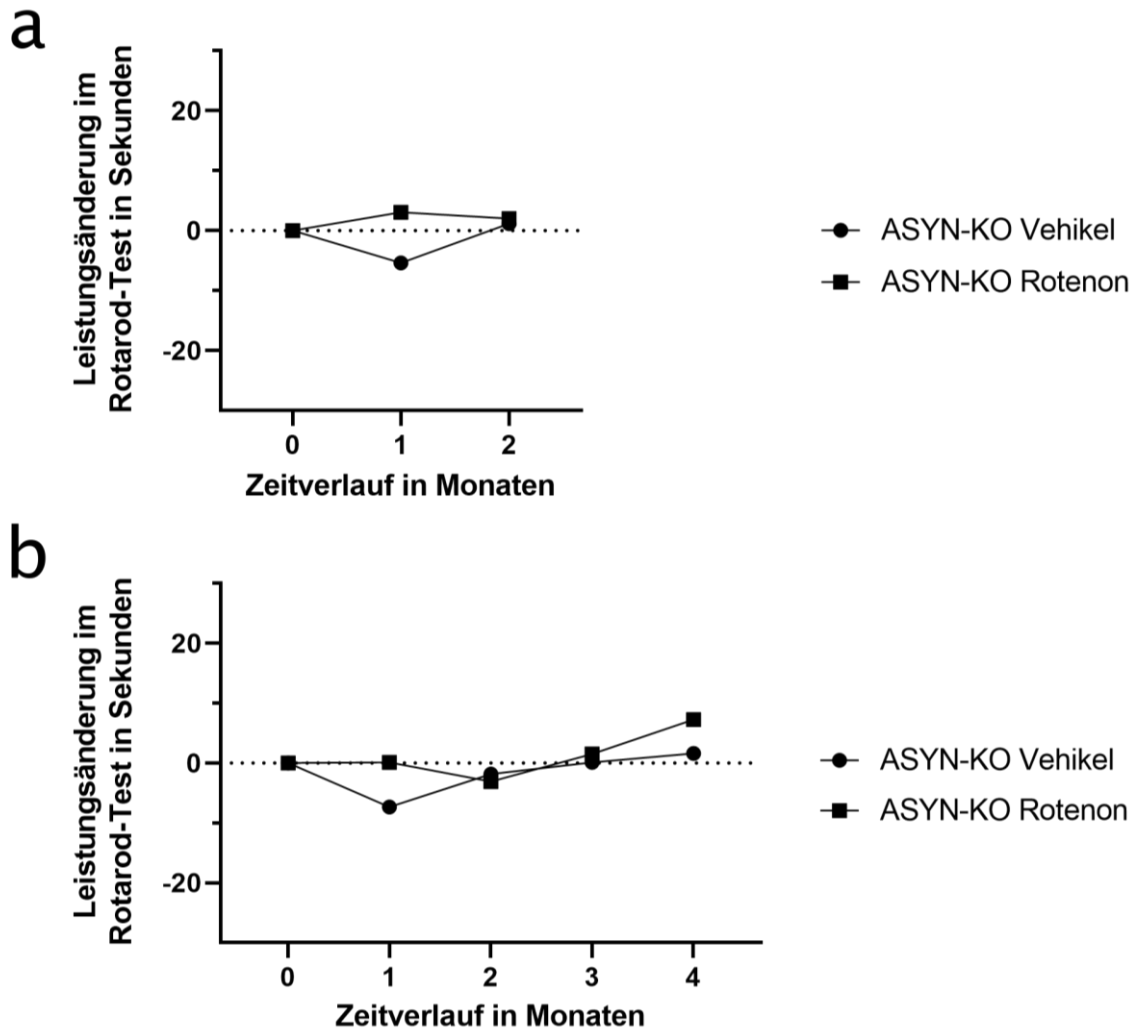 a
Leistungsänderung im
Rotarod-Test in Sekunden
20
0
-20
0 1 2
Zeitverlauf in Monaten
ASYN-KO Vehikel
ASYN-KO Rotenon
b
Leistungsänderung im
Rotarod-Test in Sekunden
20
0
-20
0 1 2 3 4
Zeitverlauf in Monaten
ASYN-KO Vehikel
ASYN-KO Rotenon